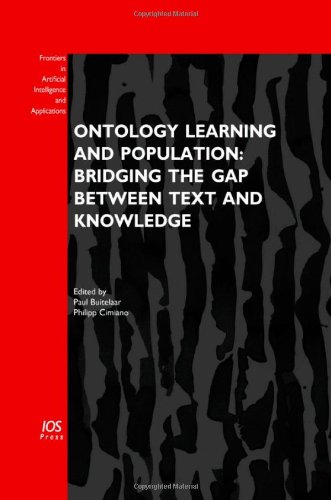 Frontiers
in
Artificial
Intelligence
and
Applications
ONTOLOGY LEARNING
AND POPULATION:
BRIDGING THE GAP
BETWEEN TEXT AND
KNOWLEDGE
Edited by
Paul Buitelaar
Philipp Cimiano
IOS
Press